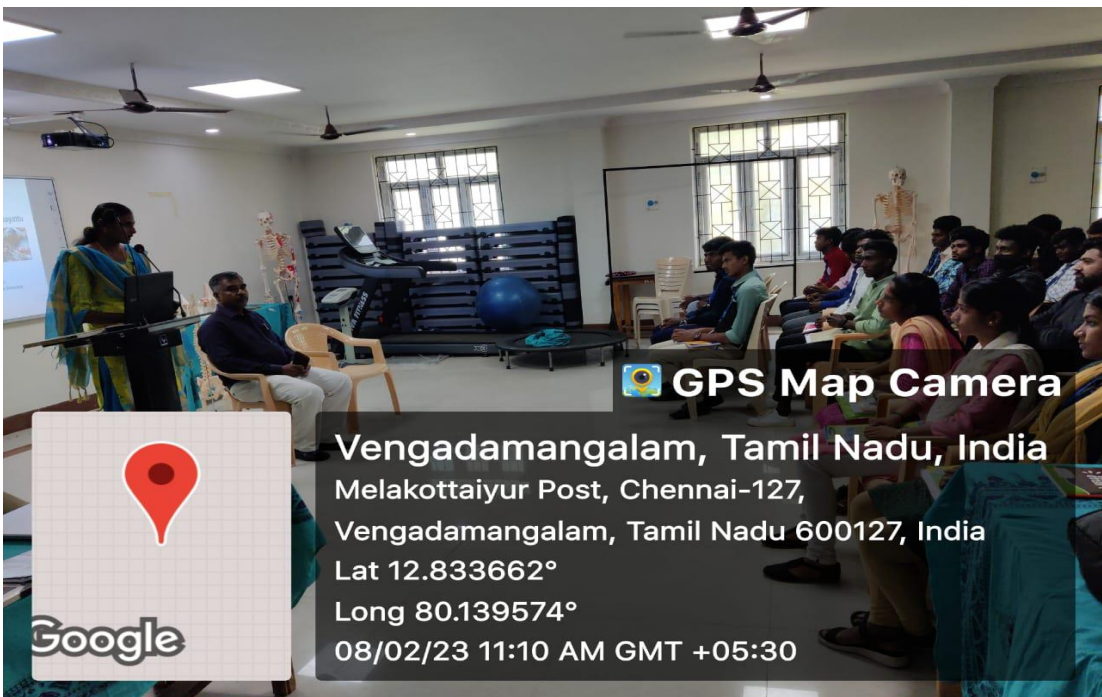 GPS Map Camera
Vengadamangalam, Tamil Nadu, India
Melakottaiyur Post, Chennai-127,
Vengadamangalam, Tamil Nadu 600127, India
Lat 12.833662°
Long 80.139574°
08/02/23 11:10 AM GMT +05:30
Google